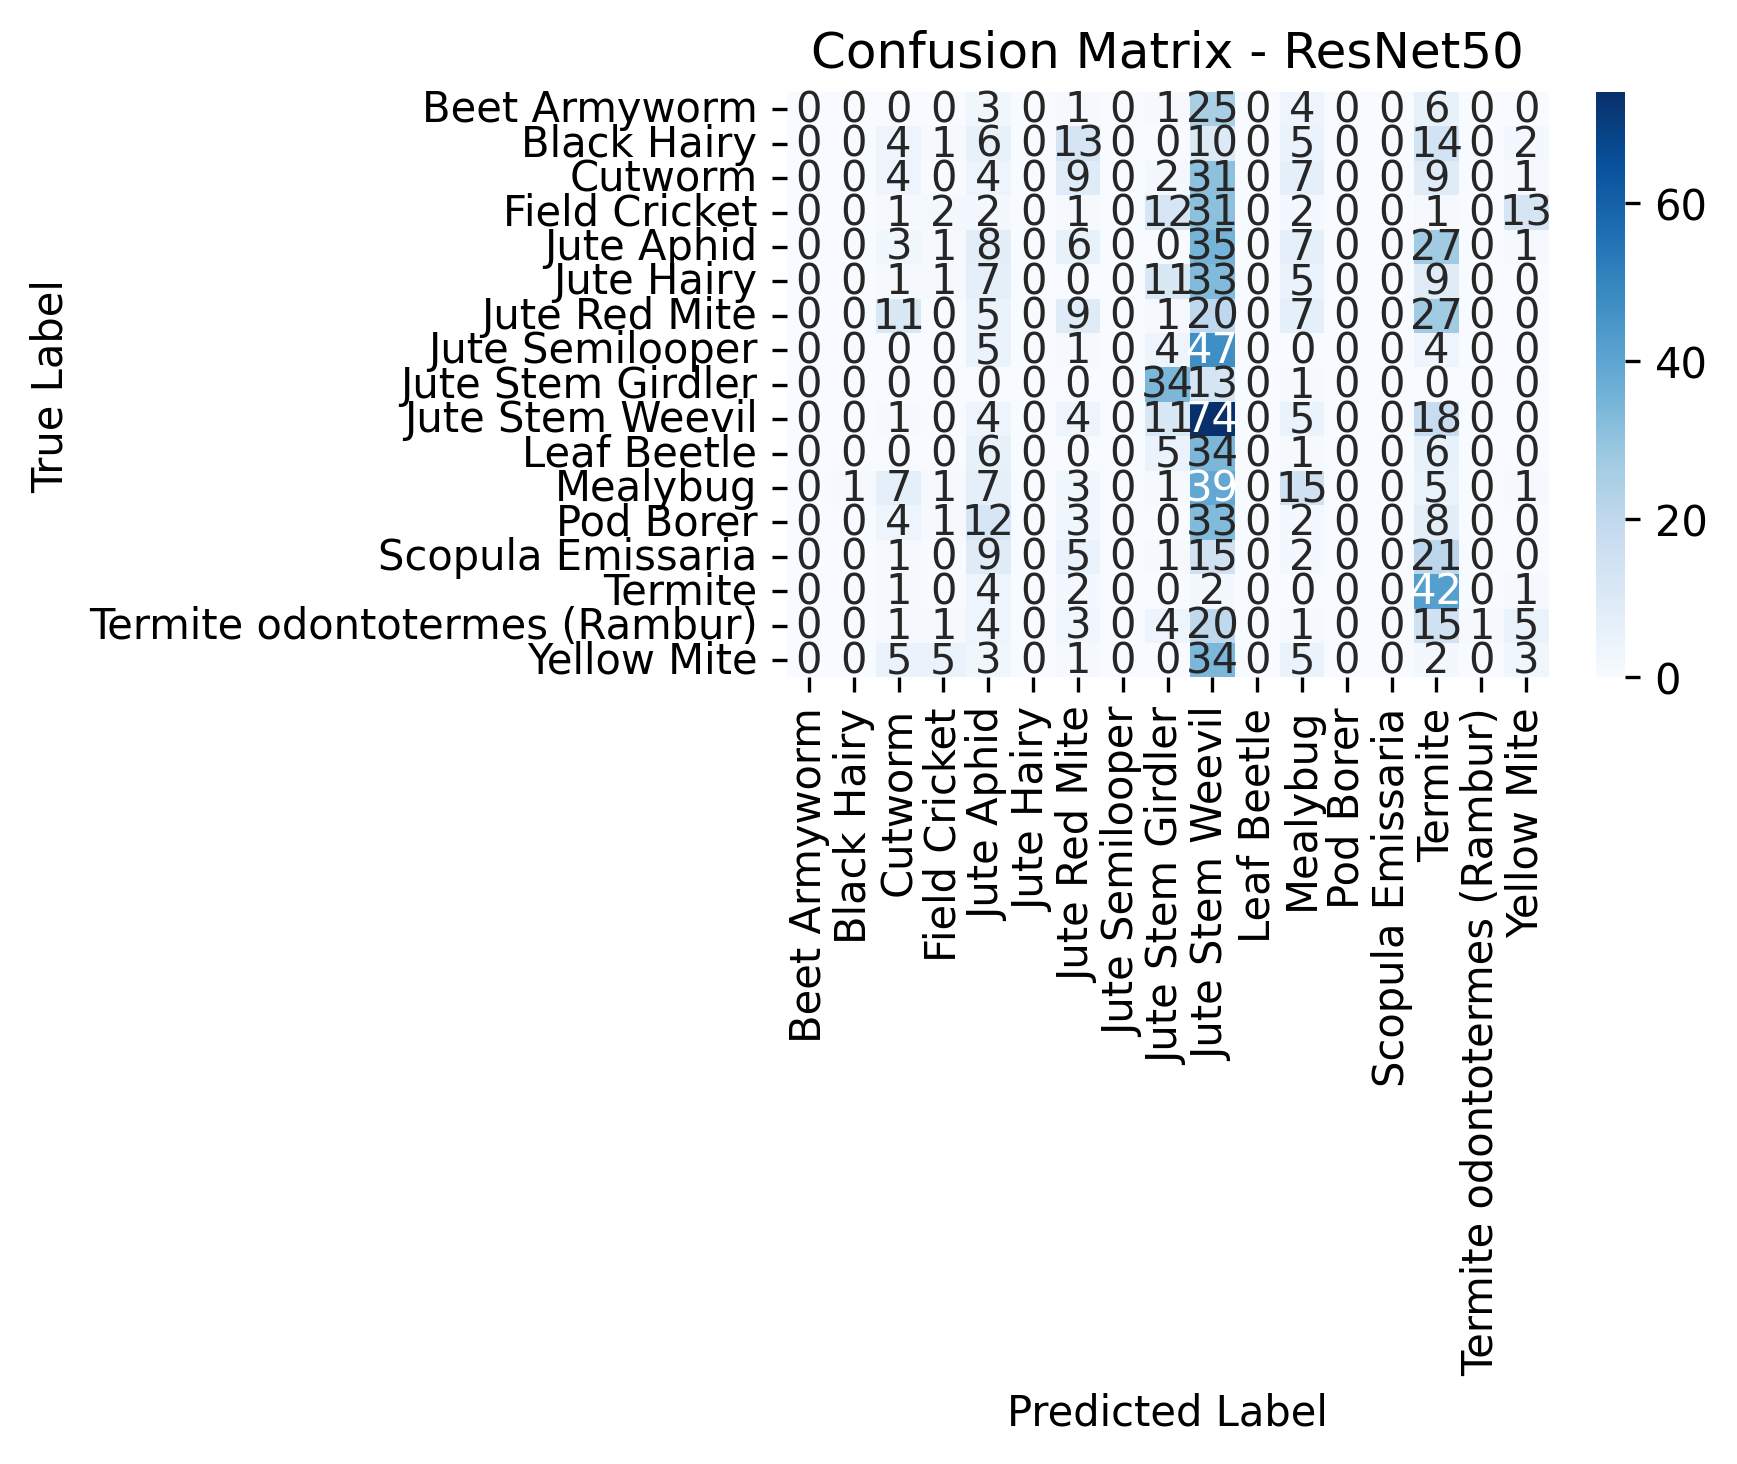 Confusion Matrix - ResNet50
True Label
Beet Armyworm 0 0 0 0 3 0 1 0 1 25 0 4 0 0 6 0 0
Black Hairy 0 0 4 1 6 0 13 0 0 10 0 5 0 0 14 0 2
Cutworm 0 0 4 0 4 0 9 0 2 31 0 7 0 0 9 0 1
Field Cricket 0 0 1 2 2 0 1 0 12 31 0 2 0 0 1 0 13
Jute Aphid 0 0 3 1 8 0 6 0 0 35 0 7 0 0 27 0 1
Jute Hairy 0 0 1 1 7 0 0 0 11 33 0 5 0 0 9 0 0
Jute Red Mite 0 0 11 0 5 0 9 0 1 20 0 7 0 0 27 0 0
Jute Semilooper 0 0 0 0 5 0 1 0 4 47 0 0 0 0 4 0 0
Jute Stem Girdler 0 0 0 0 0 0 0 0 34 13 0 1 0 0 0 0 0
Jute Stem Weevil 0 0 1 0 4 0 4 0 11 74 0 5 0 0 18 0 0
Leaf Beetle 0 0 0 0 6 0 0 0 5 34 0 1 0 0 6 0 0
Mealybug 0 1 7 1 7 0 3 0 1 39 0 15 0 0 5 0 1
Pod Borer 0 0 4 1 12 0 3 0 0 33 0 2 0 0 8 0 0
Scopula Emissaria 0 0 1 0 9 0 5 0 1 15 0 2 0 0 21 0 0
Termite 0 0 1 0 4 0 2 0 0 2 0 0 0 0 42 0 1
Termite odontotermes (Rambur) 0 0 1 1 4 0 3 0 4 20 0 1 0 0 15 1 5
Yellow Mite 0 0 5 5 3 0 1 0 0 34 0 5 0 0 2 0 3
60
40
20
0
Beet Armyworm
Black Hairy
Cutworm
Field Cricket
Jute Aphid
Jute Hairy
Jute Red Mite
Jute Semilooper
Jute Stem Girdler
Jute Stem Weevil
Leaf Beetle
Mealybug
Pod Borer
Scopula Emissaria
Termite
Termite odontotermes (Rambur)
Yellow Mite
Predicted Label